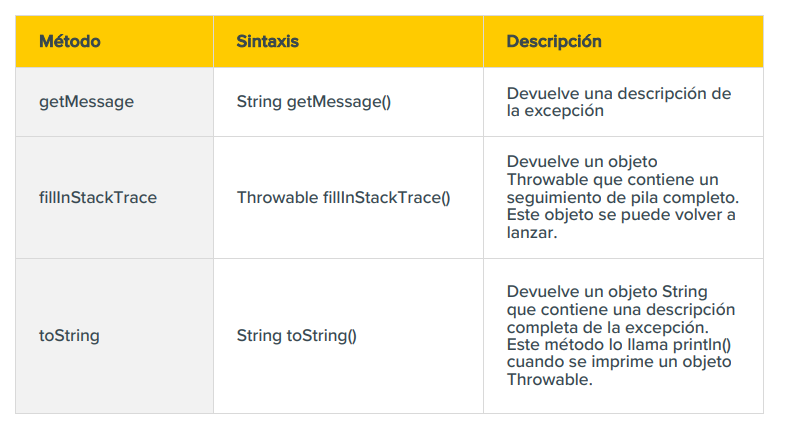 Método Sintaxis Descripción
getMessage String getMessage() Devuelve una descripción de
la excepción
fillInStackTrace Throwable fillInStackTrace() Devuelve un objeto
Throwable que contiene un
seguimiento de pila completo.
Este objeto se puede volver a
lanzar.
toString String toString() Devuelve un objeto String
que contiene una descripción
completa de la excepción.
Este método lo llama println()
cuando se imprime un objeto
Throwable.